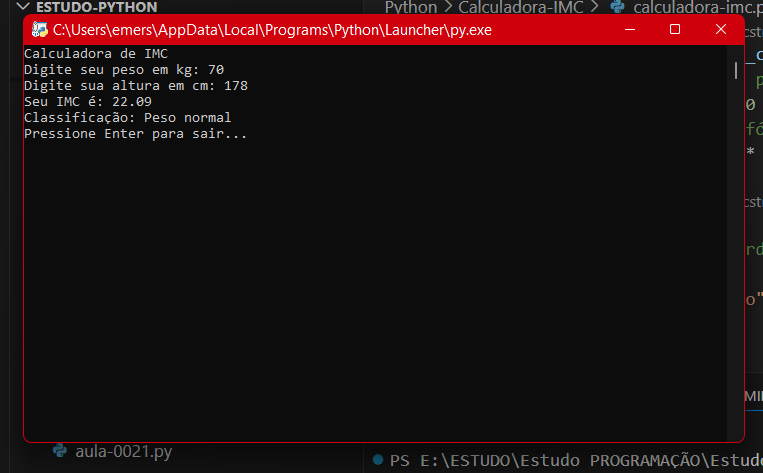 ESTUDO-PYTHON
Python > Calculadora-IMC > calculadora-imc.p
C:\Users\emers\AppData\Local\Programs\Python\Launcher\py.exe
Calculadora de IMC
Digite seu peso em kg: 70
Digite sua altura em cm: 178
Seu IMC é: 22.09
Classificação: Peso normal
Pressione Enter para sair...
aula-0021.py
PS E:\ESTUDO\Estudo PROGRAMAÇÃO\Estudo